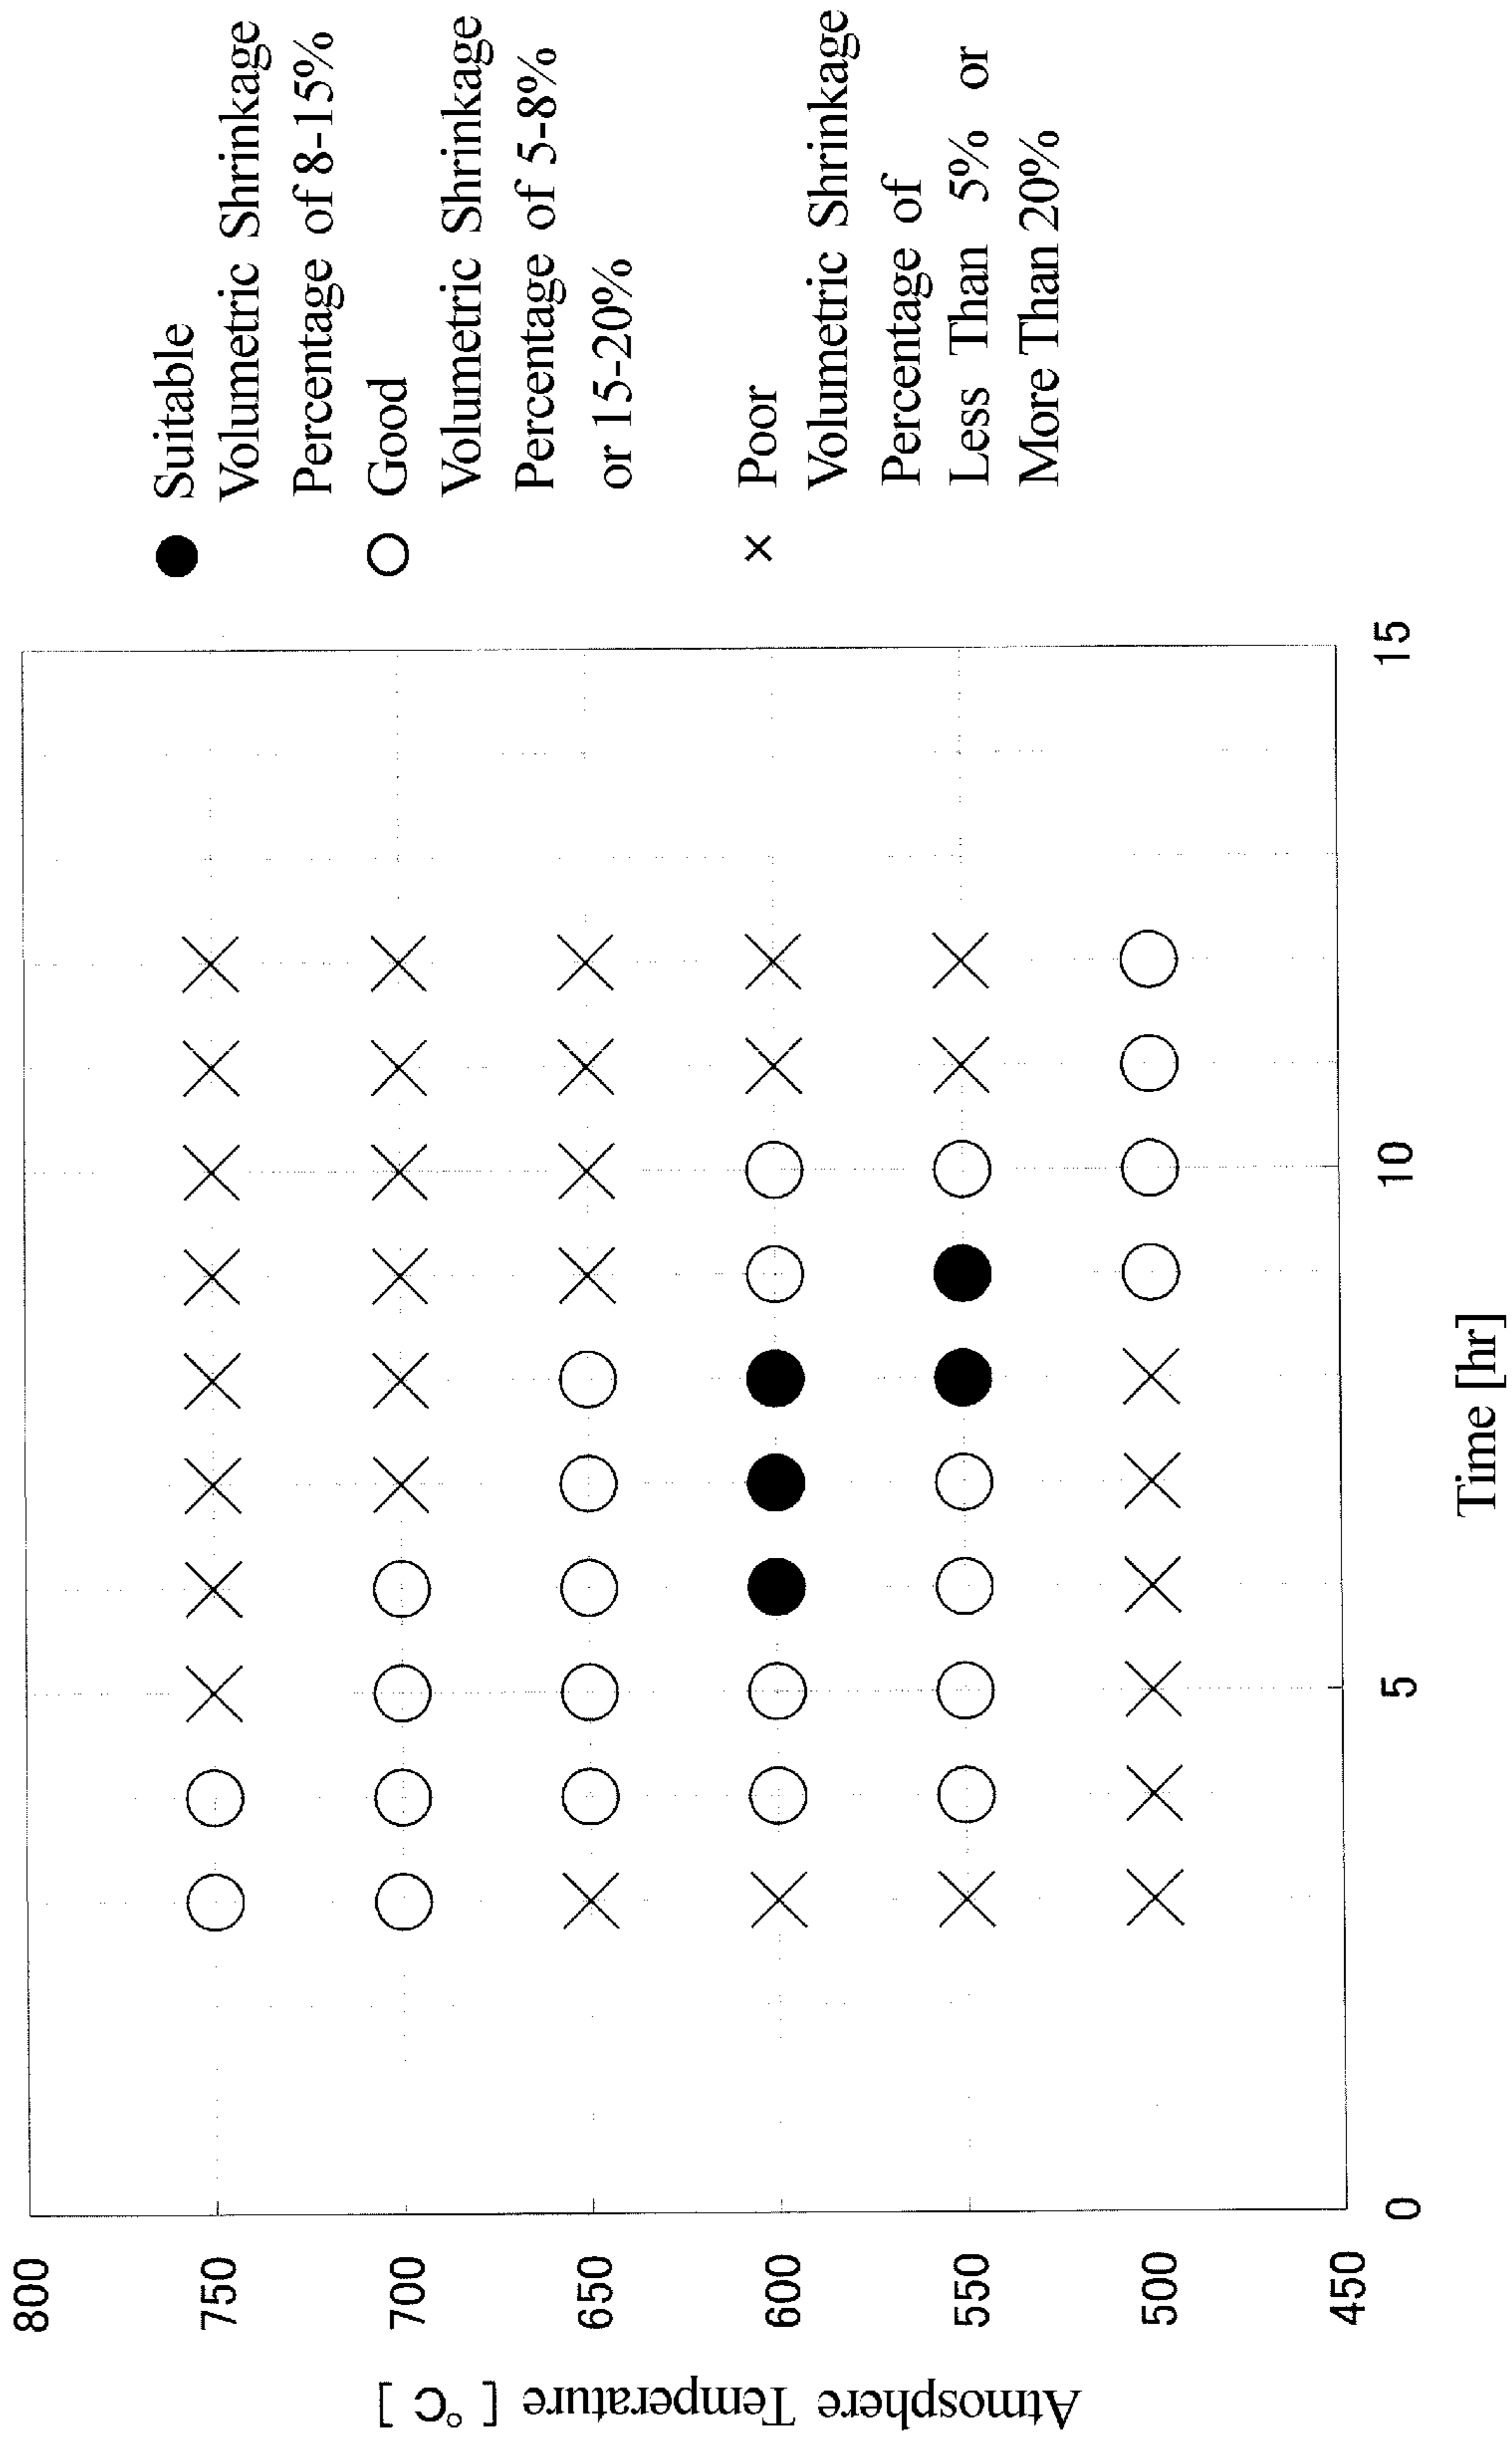 Atmosphere Temperature [ °C ]
800
750
700
650
600
550
500
450
0
5
10
15
Time [hr]
● Suitable
Volumetric Shrinkage
Percentage of 8-15%
○ Good
Volumetric Shrinkage
Percentage of 5-8%
or 15-20%
× Poor
Volumetric Shrinkage
Percentage of
Less Than 5% or
More Than 20%